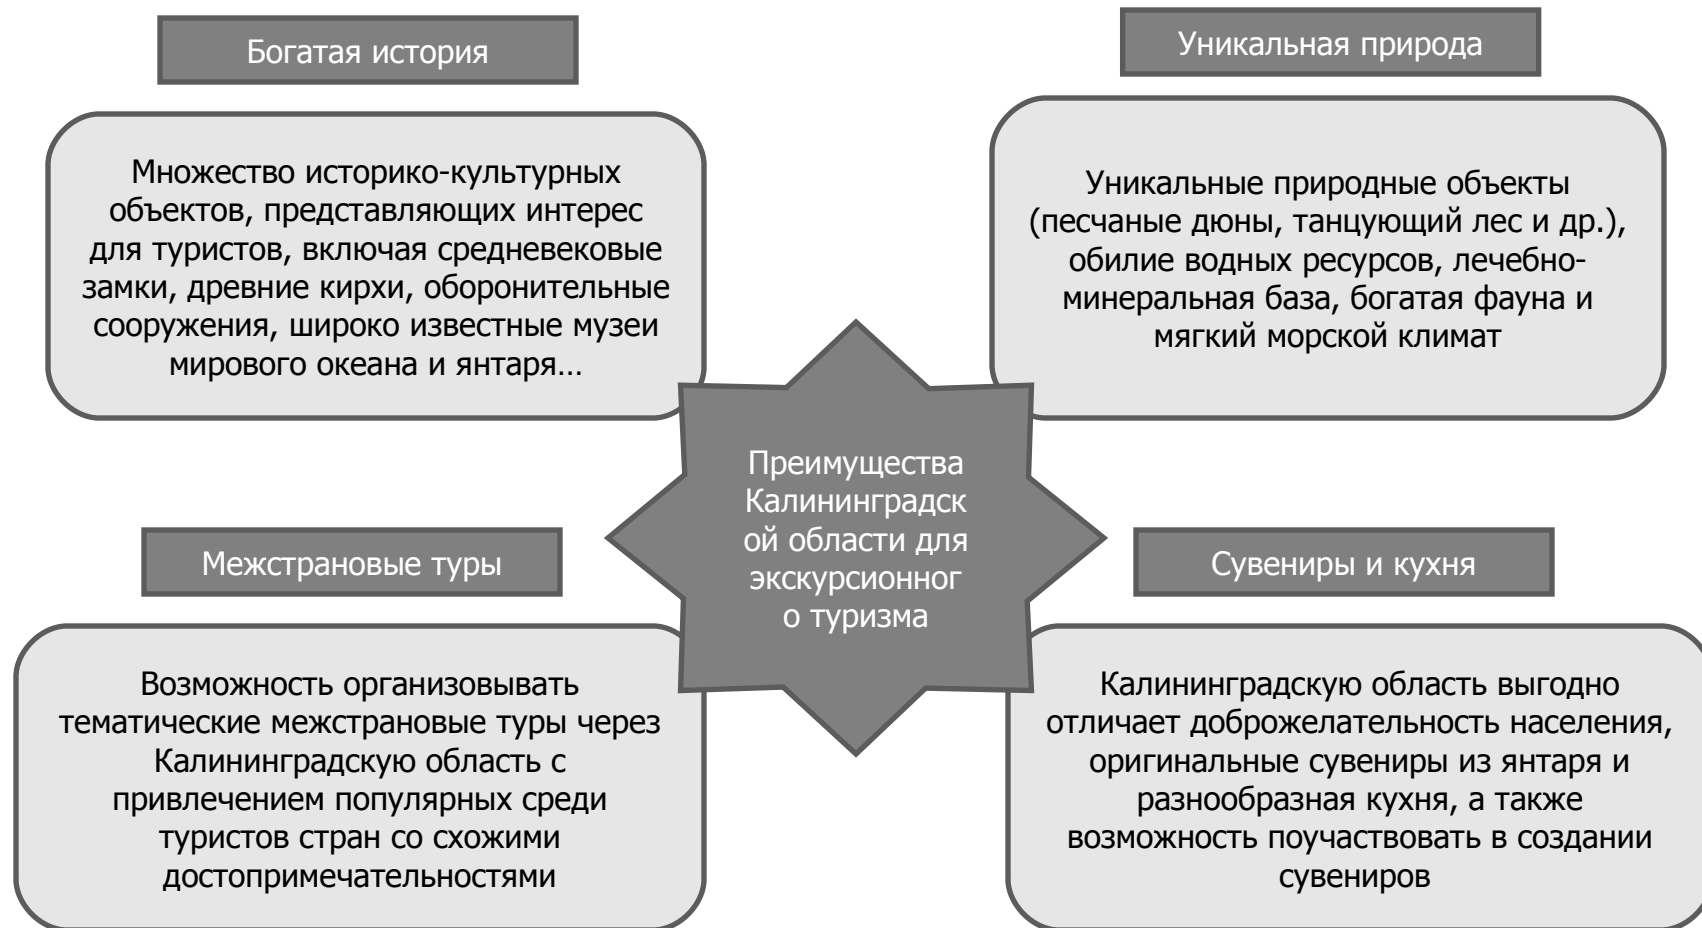 Богатая история
Множество историко-культурных
объектов, представляющих интерес
для туристов, включая средневековые
замки, древние кирхи, оборонительные
сооружения, широко известные музеи
мирового океана и янтаря…
Уникальная природа
Уникальные природные объекты
(песчаные дюны, танцующий лес и др.),
обилие водных ресурсов, лечебно-
минеральная база, богатая фауна и
мягкий морской климат
Преимущества
Калининградск
ой области для
экскурсионног
о туризма
Межстрановые туры
Возможность организовывать
тематические межстрановые туры через
Калининградскую область с
привлечением популярных среди
туристов стран со схожими
достопримечательностями
Сувениры и кухня
Калининградскую область выгодно
отличает доброжелательность населения,
оригинальные сувениры из янтаря и
разнообразная кухня, а также
возможность поучаствовать в создании
сувениров